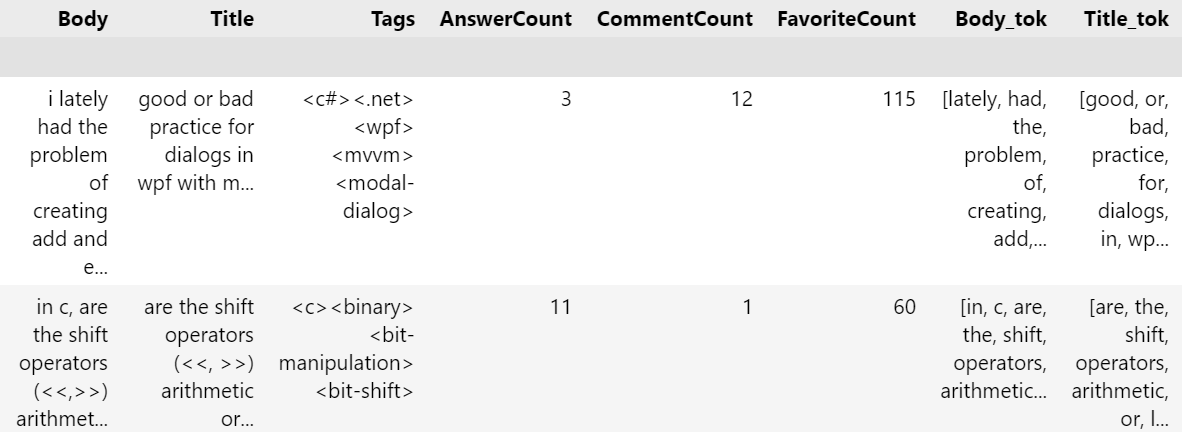 Body Title Tags AnswerCount CommentCount FavoriteCount Body_tok Title_tok
i lately good or bad <c#><.net> 3 12 115 [lately, had, [good, or,
had the practice for <wpf> the, bad,
problem dialogs in <mvvm> problem, practice,
of wpf with m... <modal- of, for,
creating dialog> creating, dialogs,
add and add,... in, wp...
e...
in c, are are the shift <c><binary> 11 1 60 [in, c, are, [are, the,
the shift operators <bit- the, shift, shift,
operators (<<, >>) manipulation> operators, operators,
(<<,>>) arithmetic <bit-shift> arithmetic... arithmetic,
arithmet... or... or, l...